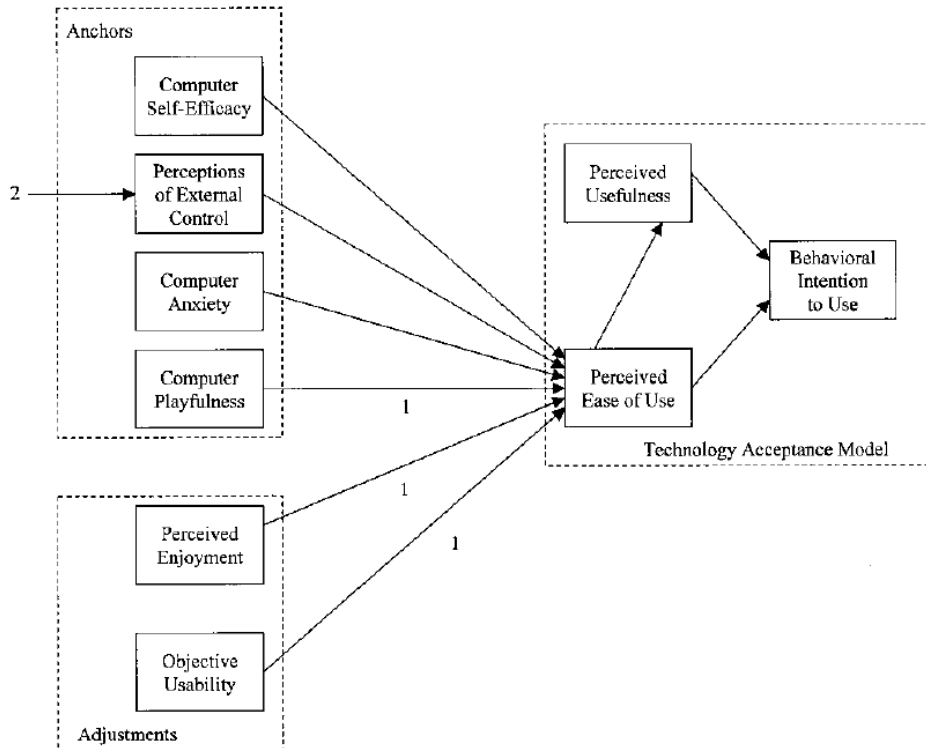 Anchors
Computer
Self-Efficacy
2
Perceptions
of External
Control
Computer
Anxiety
Computer
Playfulness
1
1
1
Perceived
Enjoyment
Objective
Usability
Adjustments
Perceived
Usefulness
Behavioral
Intention
to Use
Perceived
Ease of Use
Technology Acceptance Model